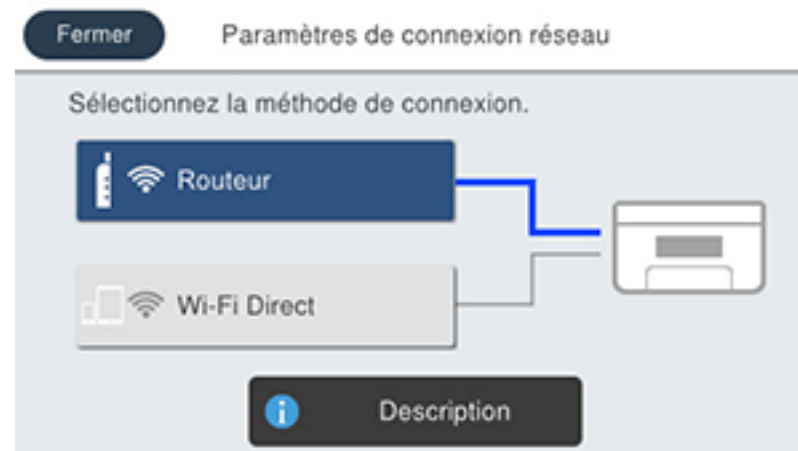 Fermer
Paramètres de connexion réseau
Sélectionnez la méthode de connexion.
Routeur
Wi-Fi Direct
Description